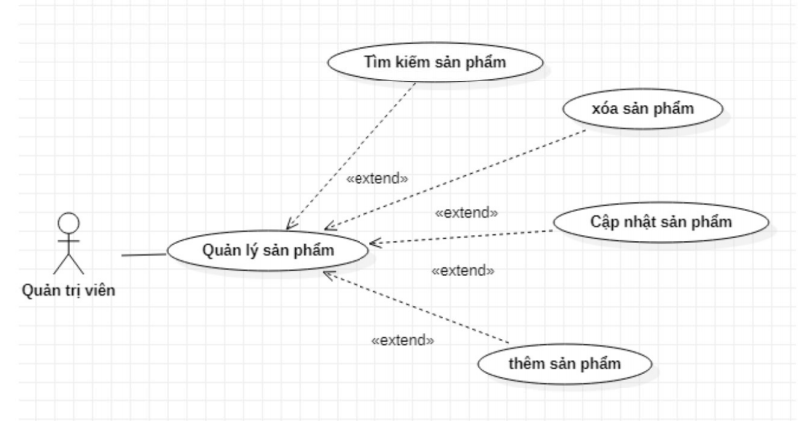 Tìm kiếm sản phẩm
xóa sản phẩm
«extend»
«extend»
Cập nhật sản phẩm
Quản lý sản phẩm
«extend»
Quản trị viên
«extend»
thêm sản phẩm